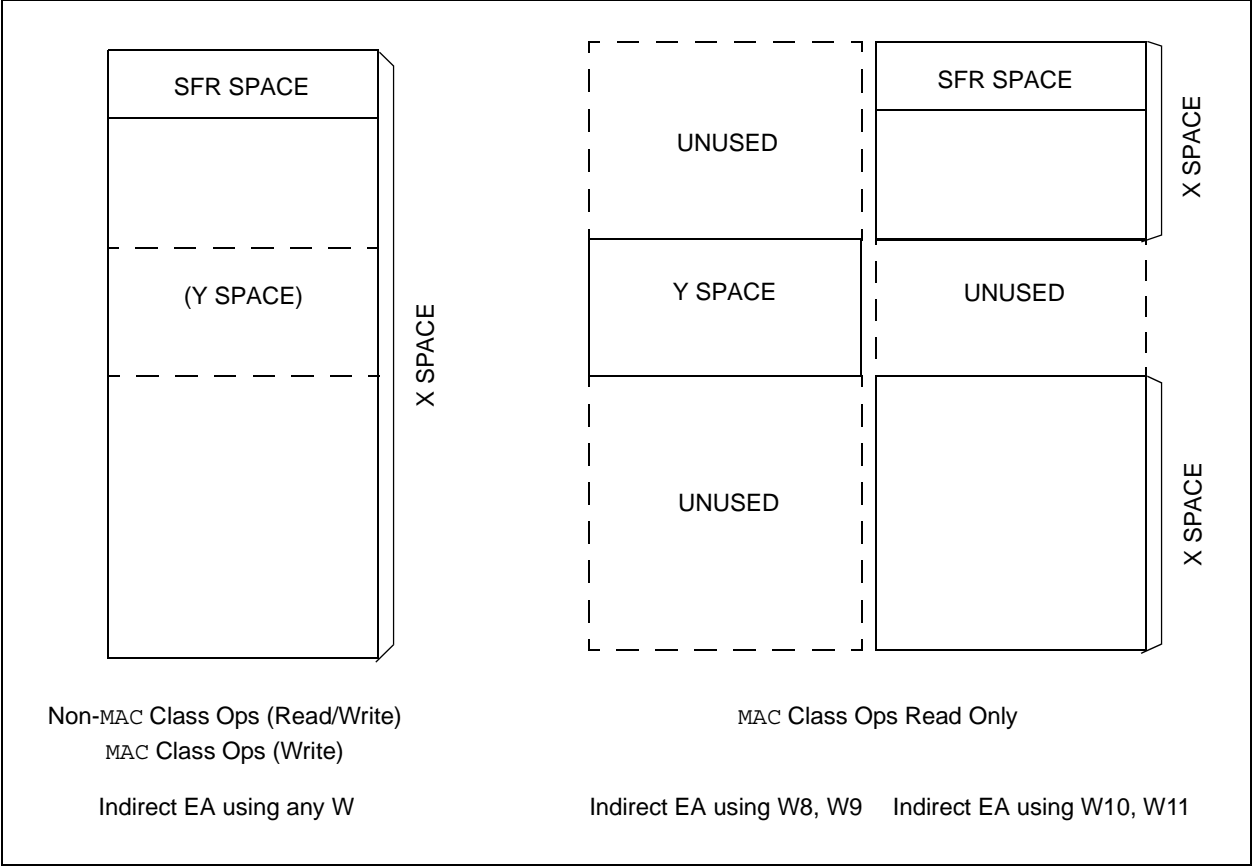 SFR SPACE
(Y SPACE)
X SPACE
Non-MAC Class Ops (Read/Write)
MAC Class Ops (Write)
Indirect EA using any W
UNUSED
Y SPACE
UNUSED
SFR SPACE
X SPACE
UNUSED
X SPACE
MAC Class Ops Read Only
Indirect EA using W8, W9
Indirect EA using W10, W11